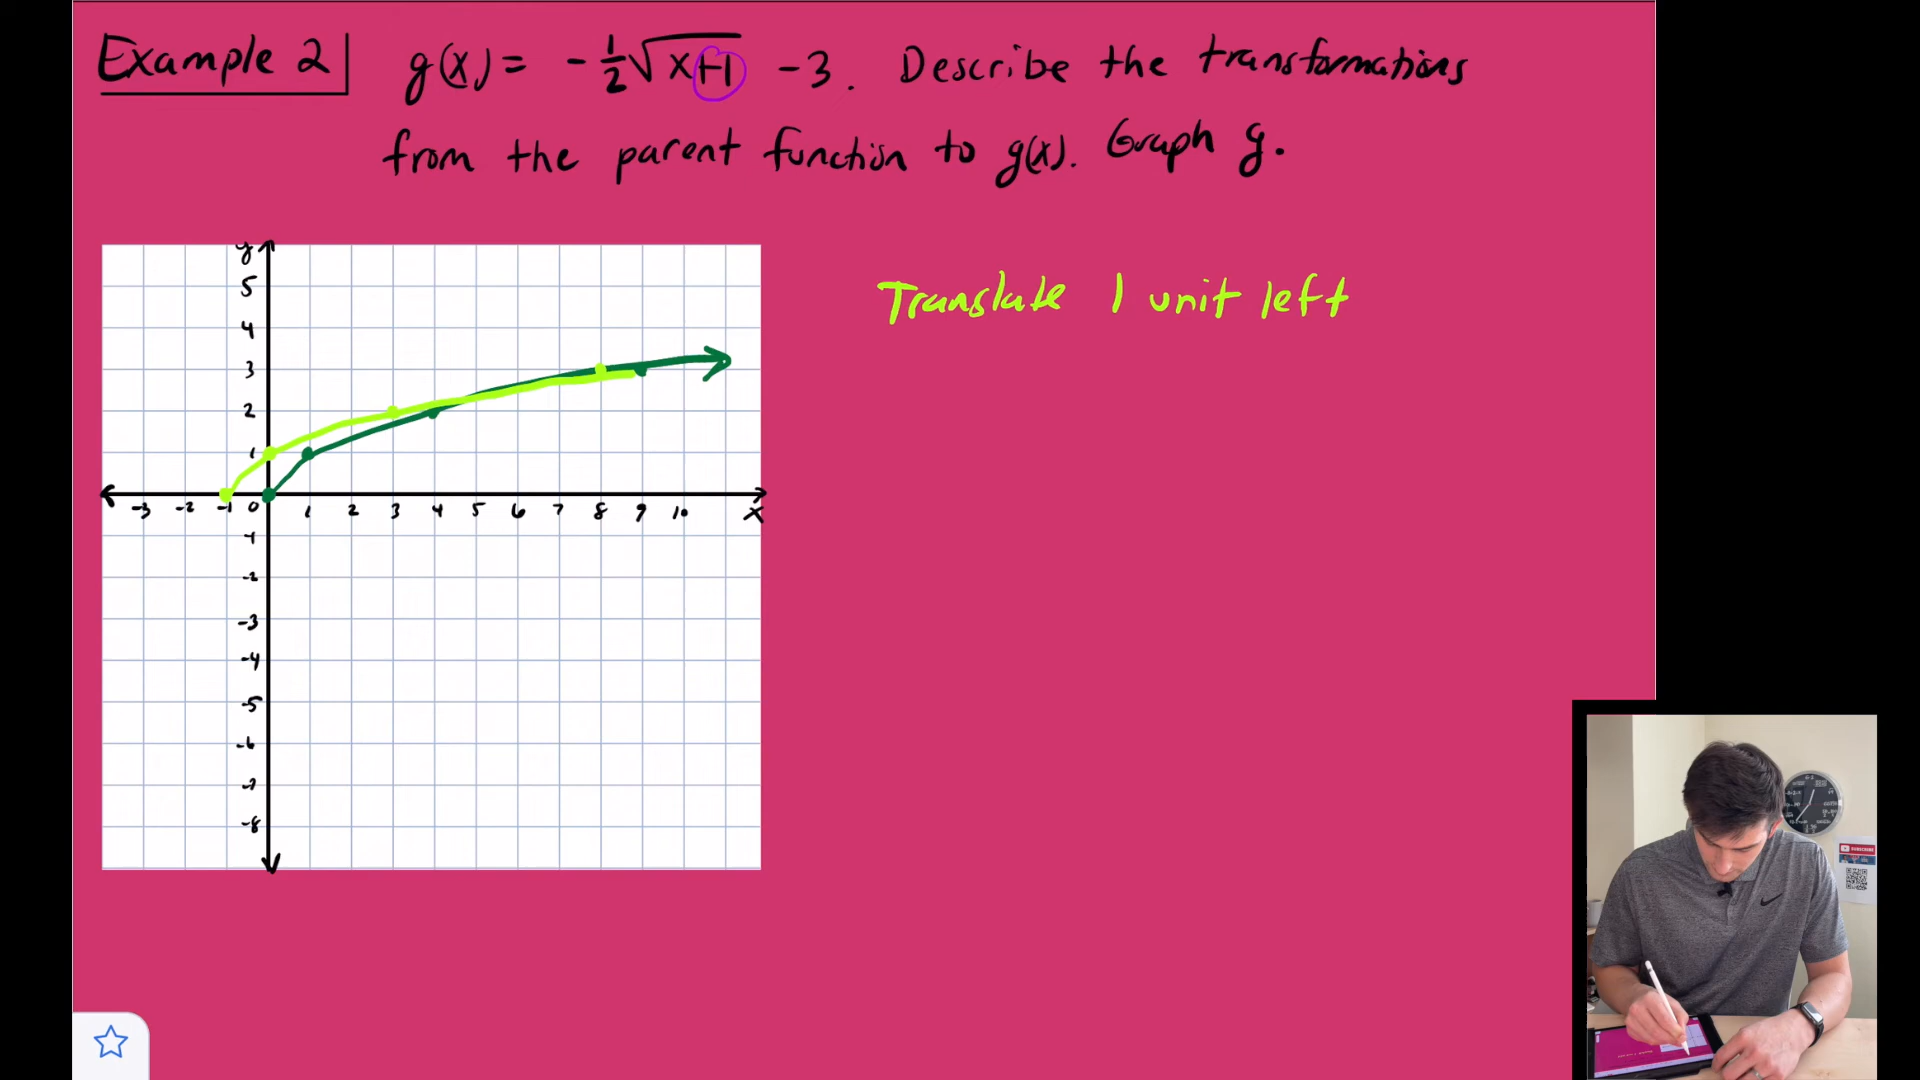 Example 2 g(x) = -½√x+1 -3. Describe the transformations
from the parent function to g(x). Graph g.
Translate 1 unit left
y
5
4
3
2
1
-3 -2 -1 0 1 2 3 4 5 6 7 8 9 10 x
-1
-2
-3
-4
-5
-6
-7
-8
SUBSCRIBE